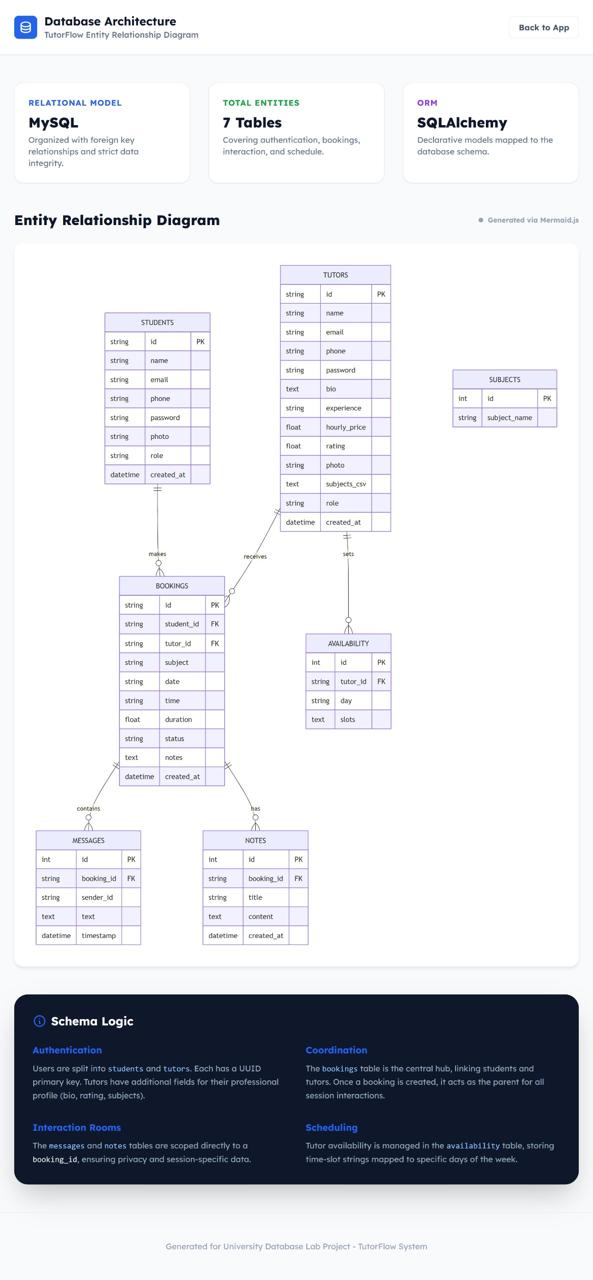 Database Architecture
TutorFlow Entity Relationship Diagram
Back to App
RELATIONAL MODEL
MySQL
Organized with foreign key
relationships and strict data
integrity.
TOTAL ENTITIES
7 Tables
Covering authentication, bookings,
interaction, and schedule.
ORM
SQLAlchemy
Declarative models mapped to the
database schema.
Entity Relationship Diagram
Generated via Mermaid.js
TUTORS
string id PK
string name
string email
string phone
string password
text bio
string experience
float hourly_price
float rating
string photo
text subjects_csv
string role
datetime created_at
STUDENTS
string id PK
string name
string email
string phone
string password
string photo
string role
datetime created_at
SUBJECTS
int id PK
string subject_name
makes
receives
sets
BOOKINGS
string id PK
string student_id FK
string tutor_id FK
string subject
string date
string time
float duration
string status
text notes
datetime created_at
AVAILABILITY
int id PK
string tutor_id FK
string day
text slots
contains
has
MESSAGES
int id PK
string booking_id FK
string sender_id
text text
datetime timestamp
NOTES
int id PK
string booking_id FK
string title
text content
datetime created_at
Schema Logic
Authentication
Users are split into students and tutors. Each has a UUID
primary key. Tutors have additional fields for their professional
profile (bio, rating, subjects).
Coordination
The bookings table is the central hub, linking students and
tutors. Once a booking is created, it acts as the parent for all
session interactions.
Interaction Rooms
The messages and notes tables are scoped directly to a
booking_id, ensuring privacy and session-specific data.
Scheduling
Tutor availability is managed in the availability table, storing
time-slot strings mapped to specific days of the week.
Generated for University Database Lab Project - TutorFlow System